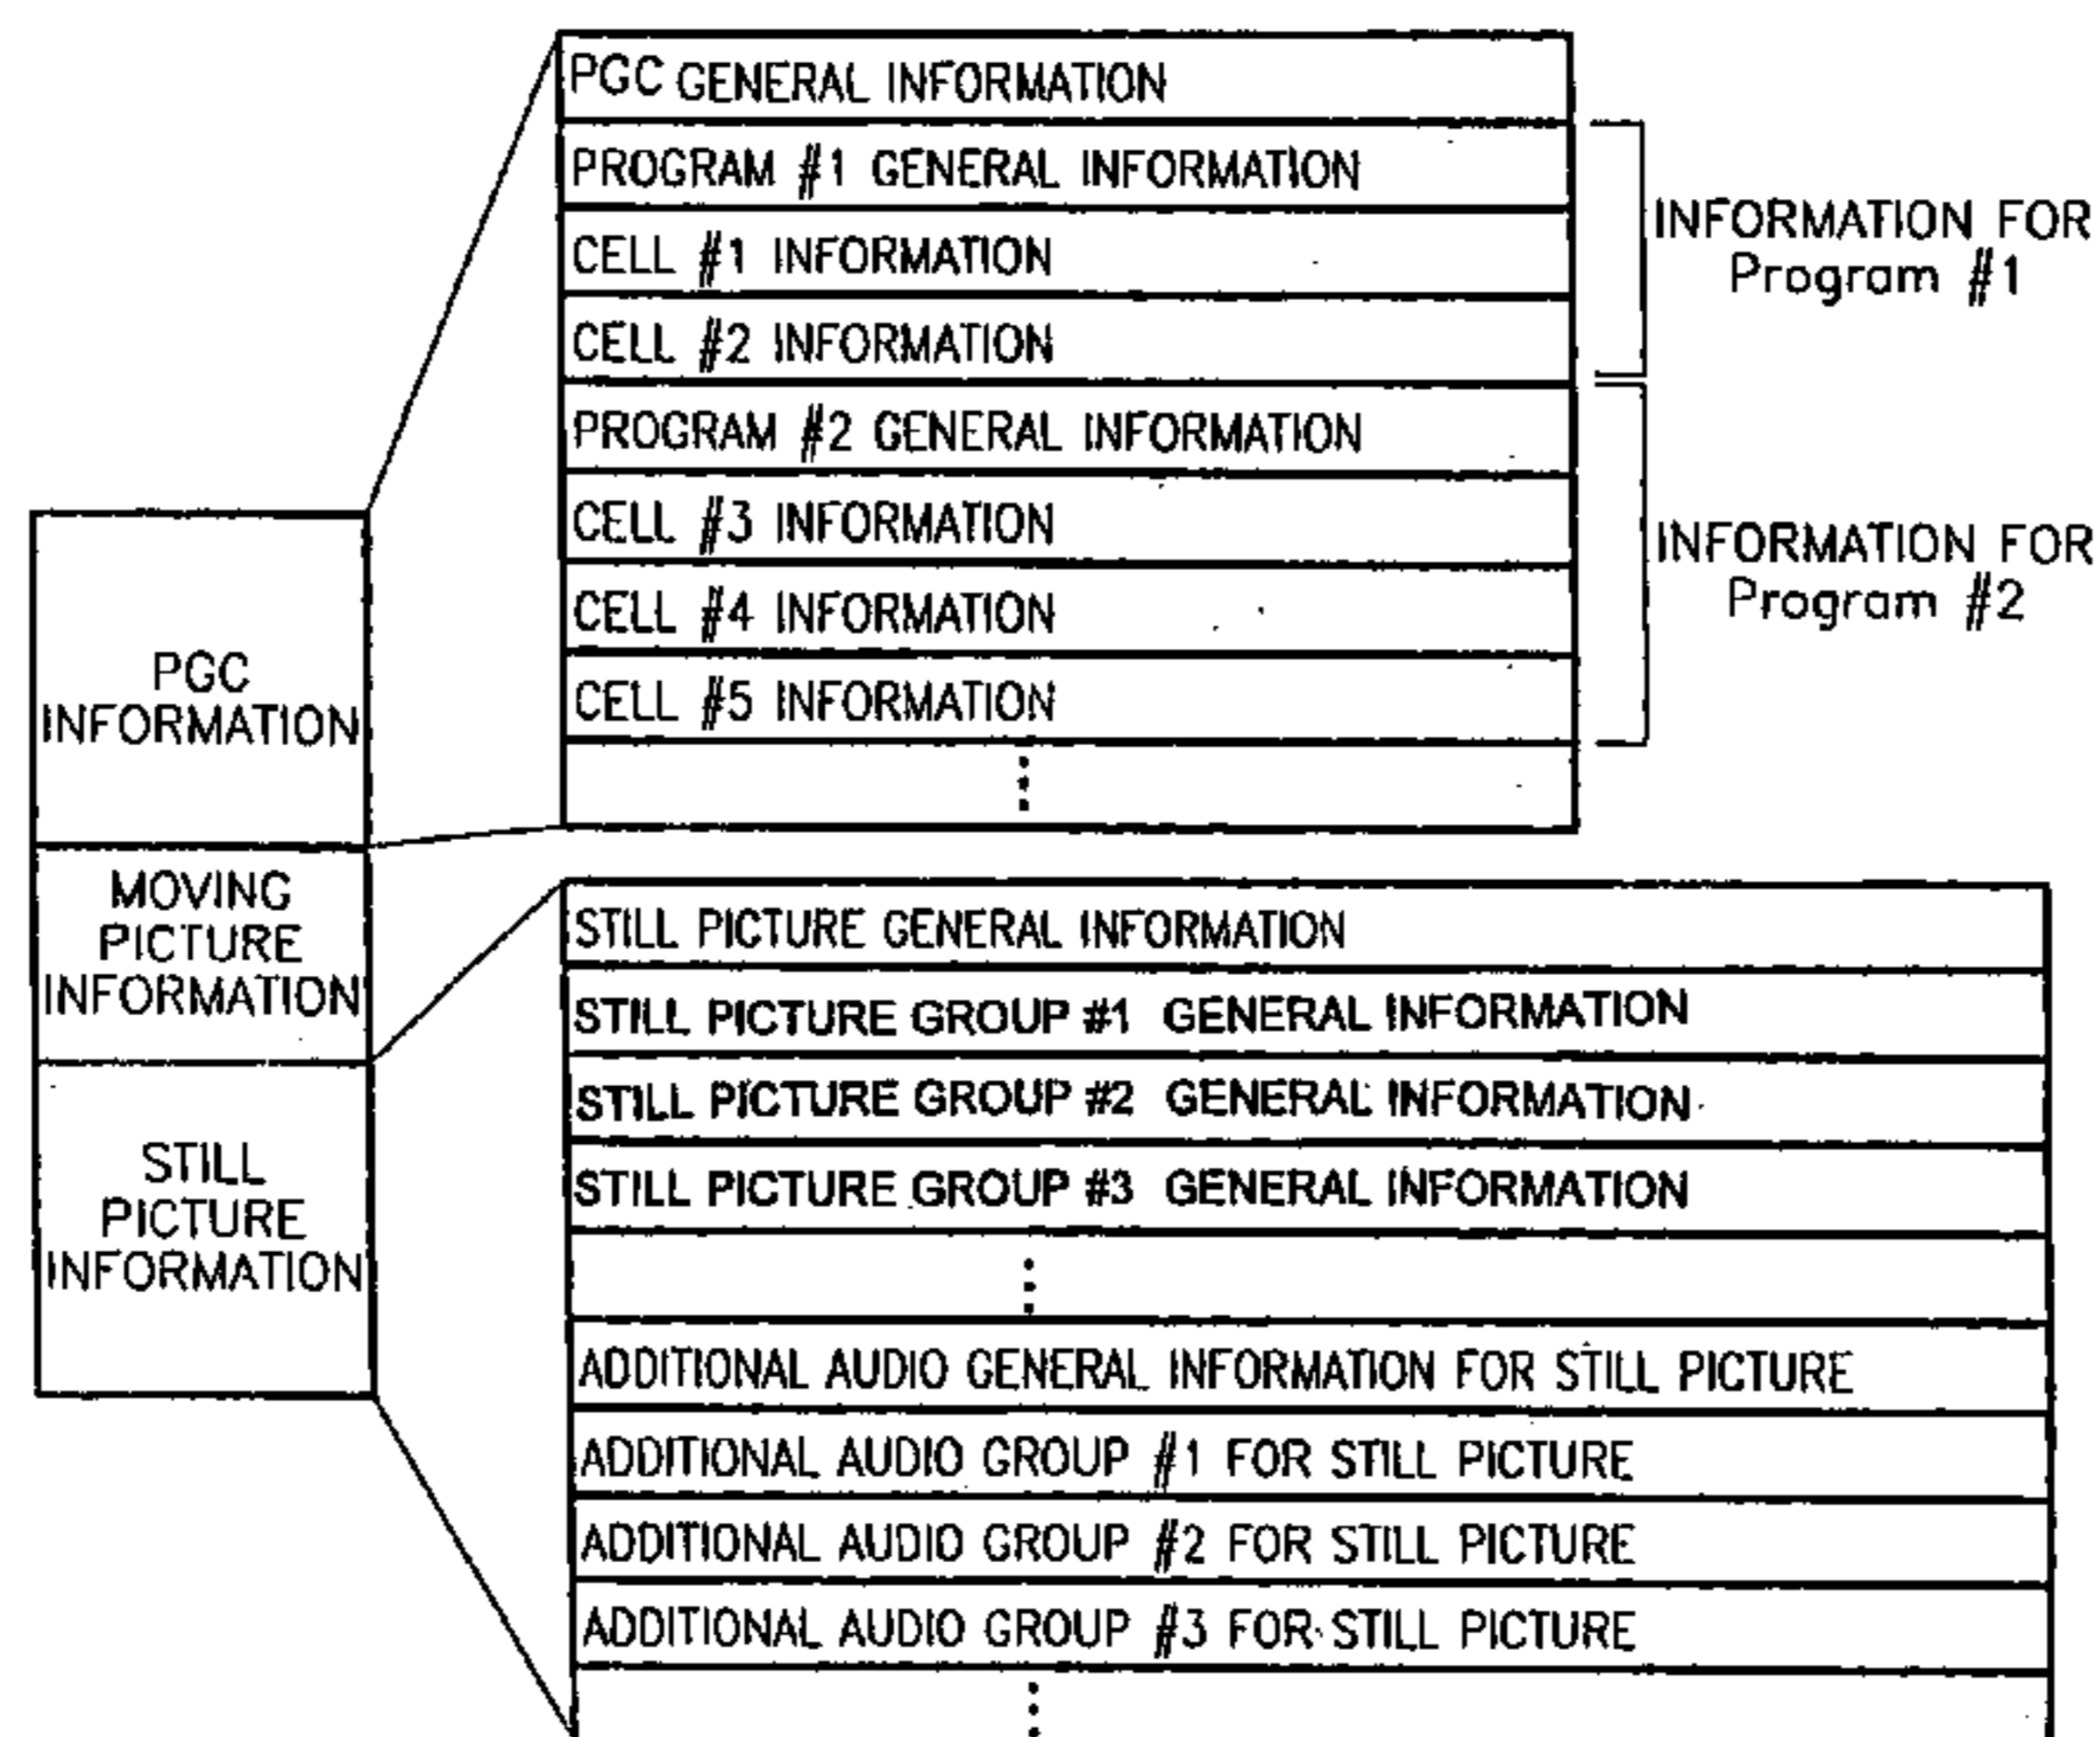 PGC GENERAL INFORMATION
PROGRAM #1 GENERAL INFORMATION
CELL #1 INFORMATION
CELL #2 INFORMATION
PROGRAM #2 GENERAL INFORMATION
CELL #3 INFORMATION
CELL #4 INFORMATION
CELL #5 INFORMATION
INFORMATION FOR
Program #1
INFORMATION FOR
Program #2
PGC
INFORMATION
MOVING
PICTURE
INFORMATION
STILL
PICTURE
INFORMATION
STILL PICTURE GENERAL INFORMATION
STILL PICTURE GROUP #1 GENERAL INFORMATION
STILL PICTURE GROUP #2 GENERAL INFORMATION
STILL PICTURE GROUP #3 GENERAL INFORMATION
ADDITIONAL AUDIO GENERAL INFORMATION FOR STILL PICTURE
ADDITIONAL AUDIO GROUP #1 FOR STILL PICTURE
ADDITIONAL AUDIO GROUP #2 FOR STILL PICTURE
ADDITIONAL AUDIO GROUP #3 FOR STILL PICTURE